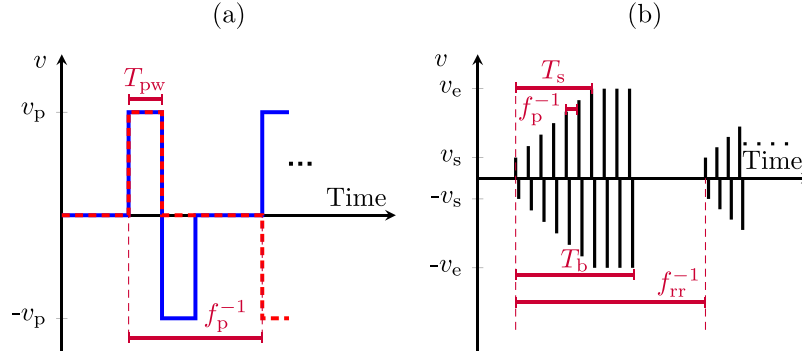 (a)
v
T_pw
v_p
...
Time
-v_p
f_p^{-1}
(b)
v
v_e
T_s
f_p^{-1}
v_s
....
Time
-v_s
-v_e
T_b
f_rr^{-1}